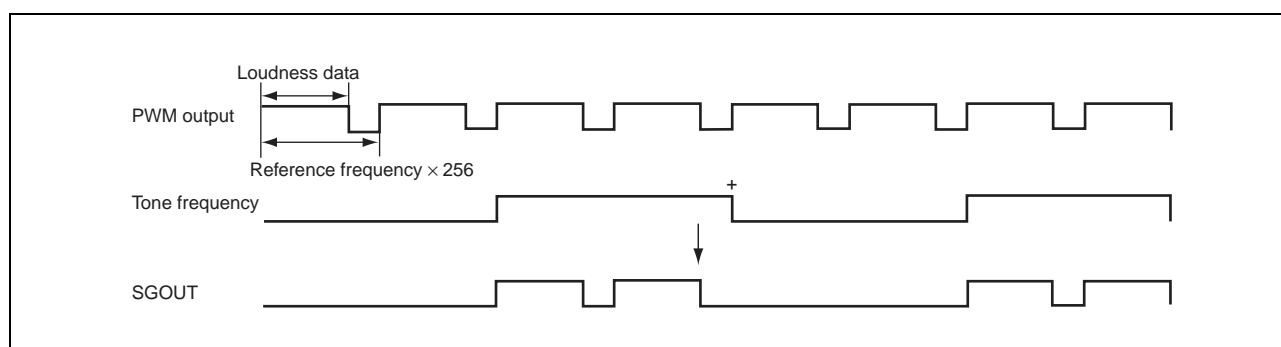 Loudness data
PWM output
Reference frequency × 256
+
Tone frequency
SGOUT